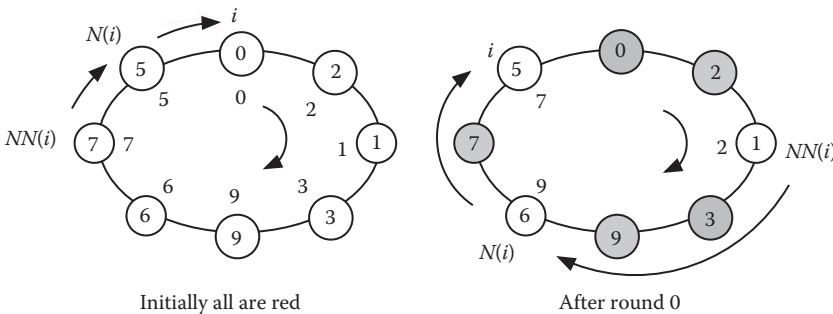 N(i) i
5 0 2
5 0 2
NN(i) 7 7 1 1
6 9 3
6 9 3
Initially all are red
i 5 0 2
7
7 2 1 NN(i)
9
6 9 3
N(i)
After round 0